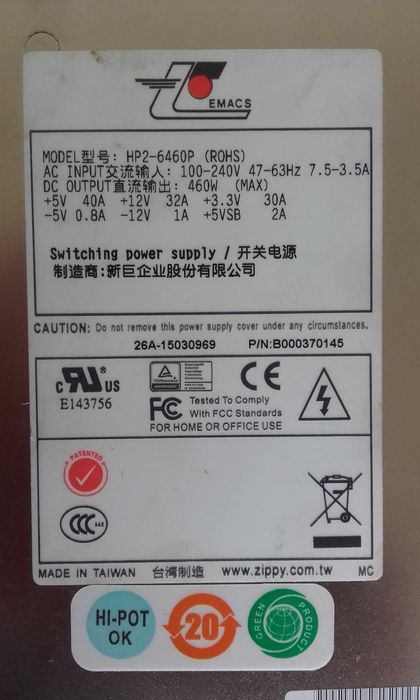 EMACS
MODEL型号: HP2-6460P (ROHS)
AC INPUT交流输入: 100-240V 47-63Hz 7.5-3.5A
DC OUTPUT直流输出: 460W (MAX)
+5V 40A +12V 32A +3.3V 30A
-5V 0.8A -12V 1A +5VSB 2A
Switching power supply / 开关电源
制造商:新巨企业股份有限公司
CAUTION: Do not remove this power supply cover under any circumstances.
26A-15030969 P/N:B000370145
c RU ® US
E143756
CE
FC Tested To Comply
With FCC Standards
FOR HOME OR OFFICE USE
PATENTED
CCC S&E
MADE IN TAIWAN 台湾制造 www.zippy.com.tw MC
HI-POT
OK
20
GREEN PRODUCT